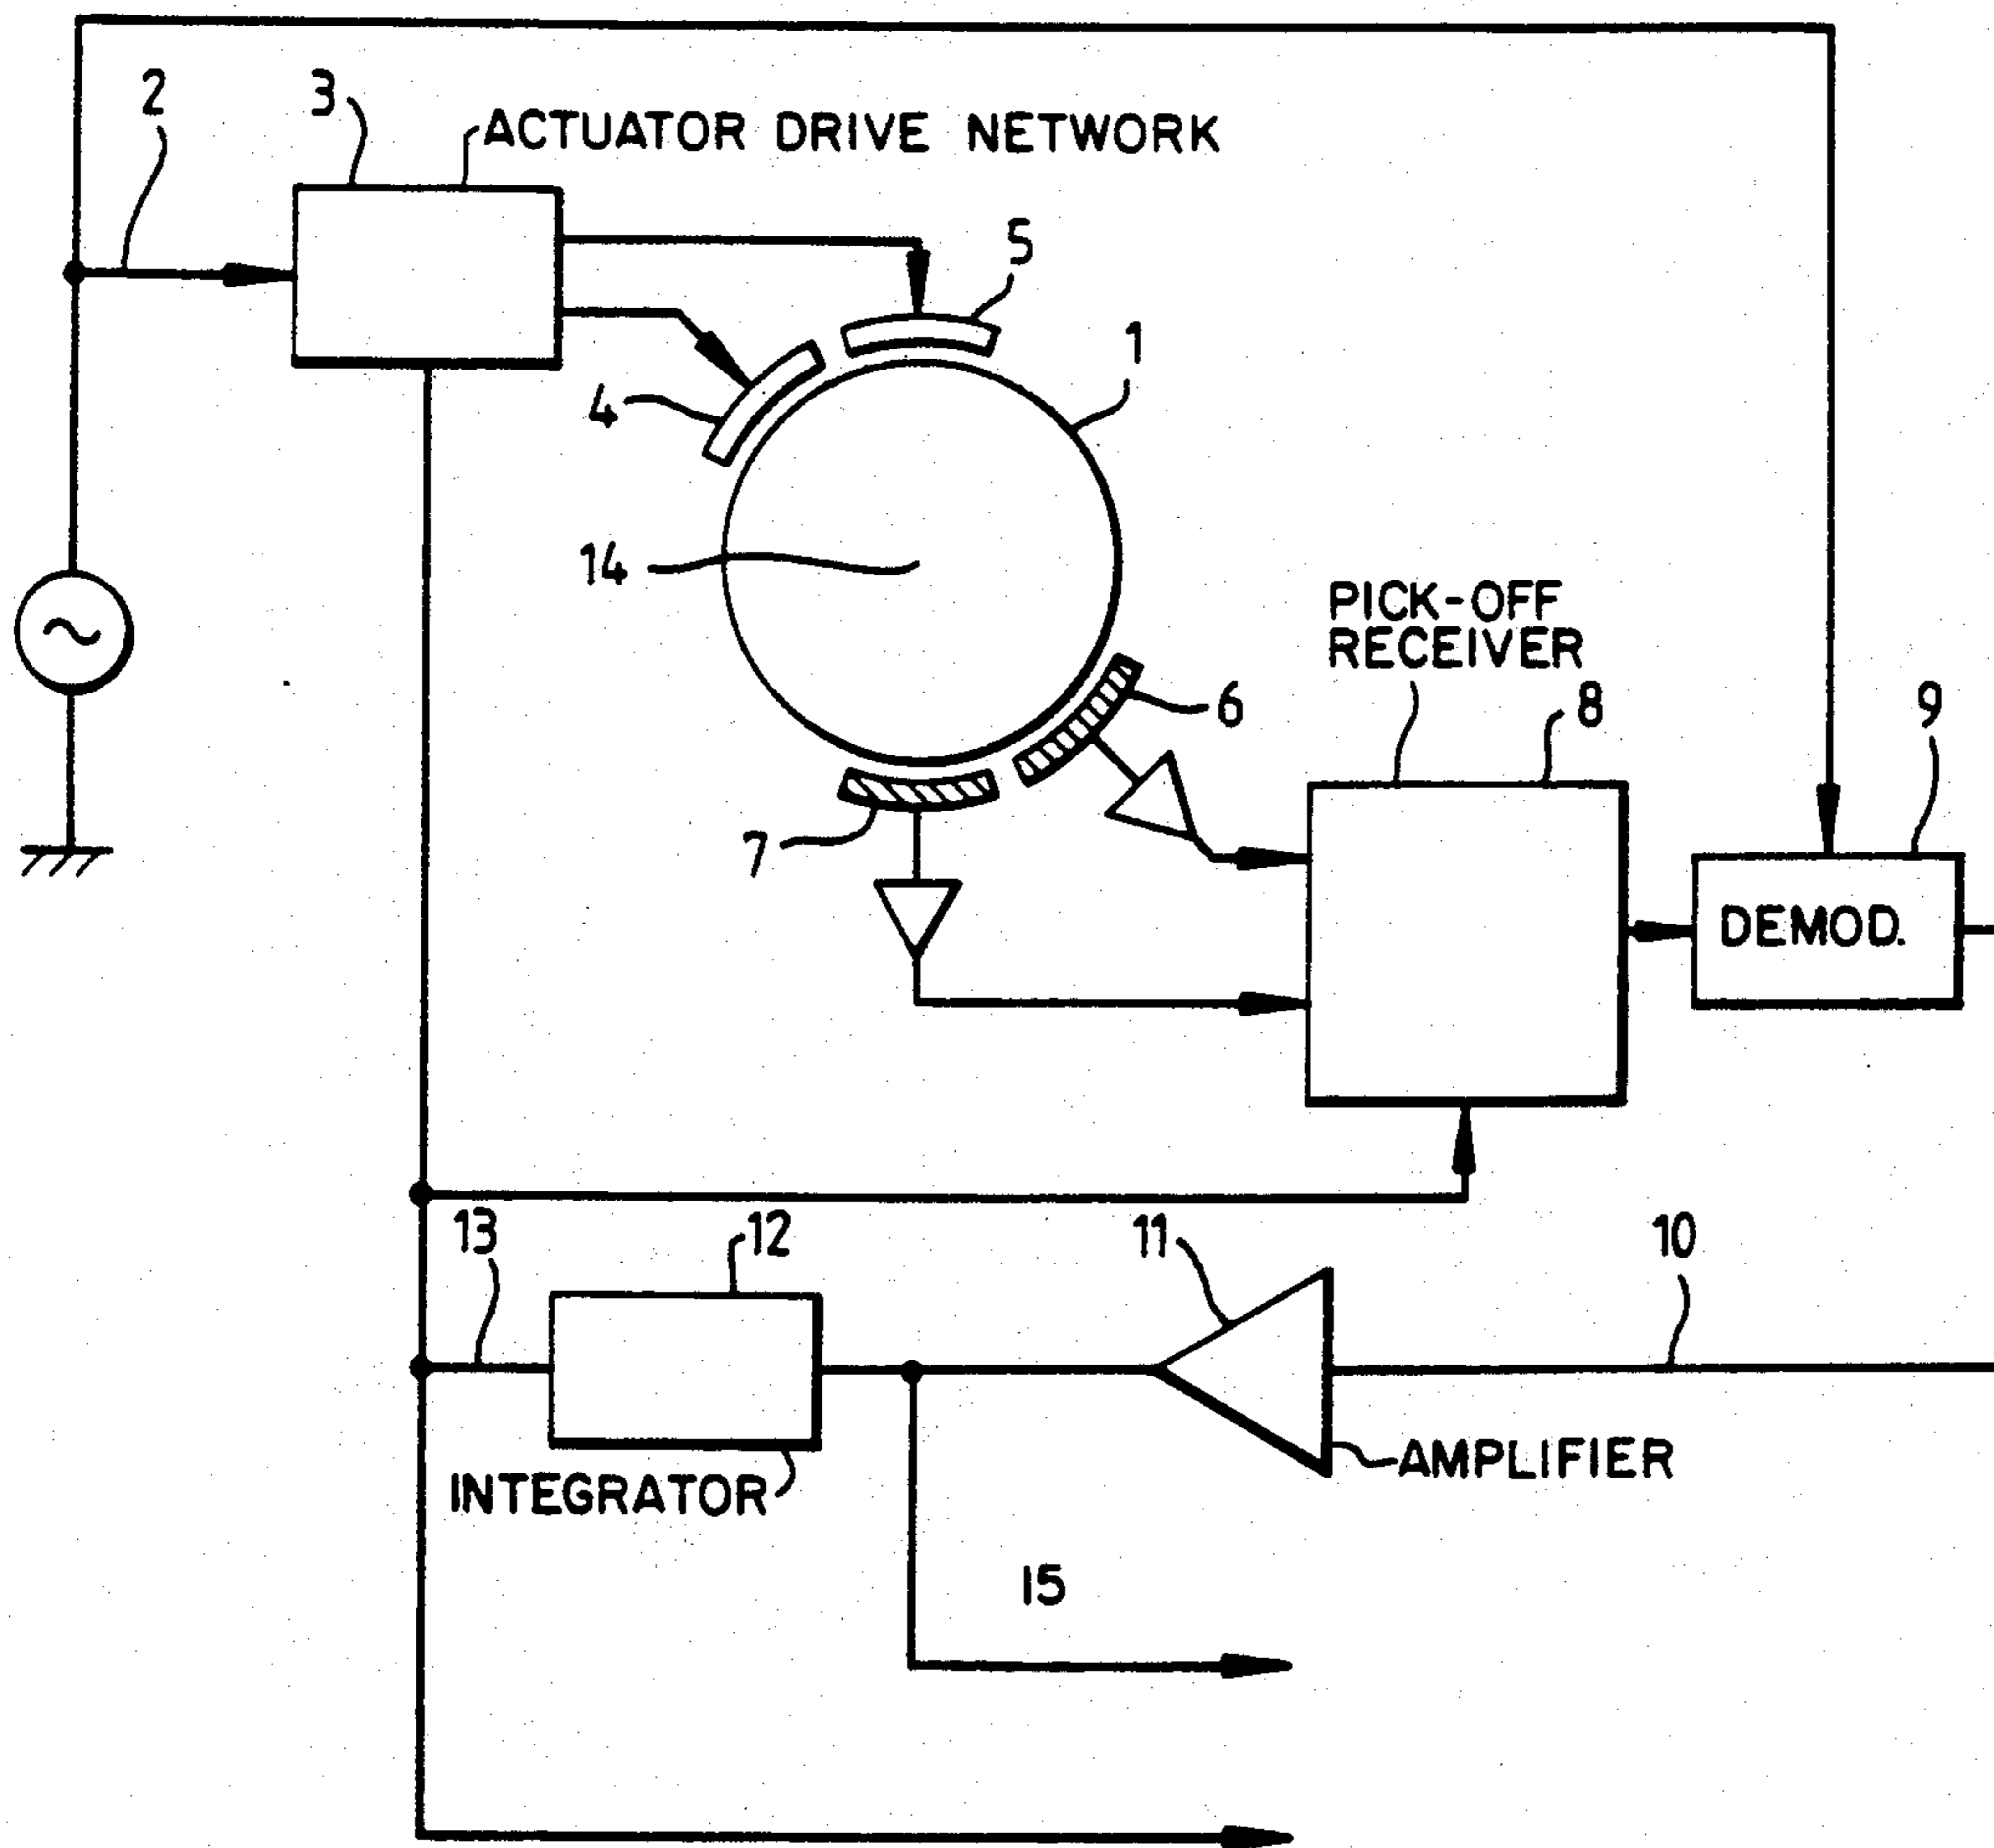 2
3
ACTUATOR DRIVE NETWORK
5
1
4
14
PICK-OFF
RECEIVER
6
8
9
7
DEMOD.
13
12
11
10
INTEGRATOR
AMPLIFIER
15